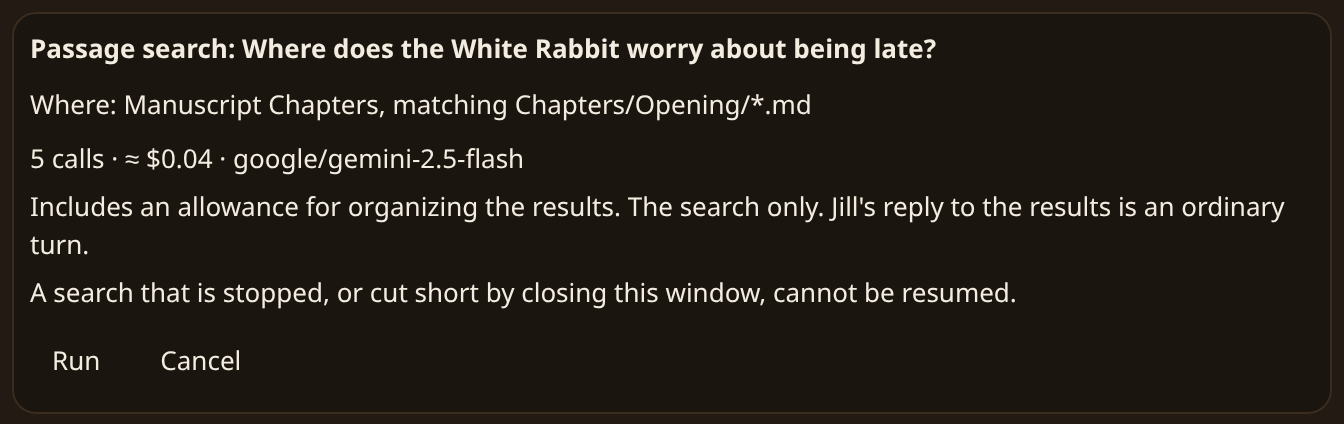 Passage search: Where does the White Rabbit worry about being late?
Where: Manuscript Chapters, matching Chapters/Opening/*.md
5 calls · ≈ $0.04 · google/gemini-2.5-flash
Includes an allowance for organizing the results. The search only. Jill's reply to the results is an ordinary
turn.
A search that is stopped, or cut short by closing this window, cannot be resumed.
Run Cancel